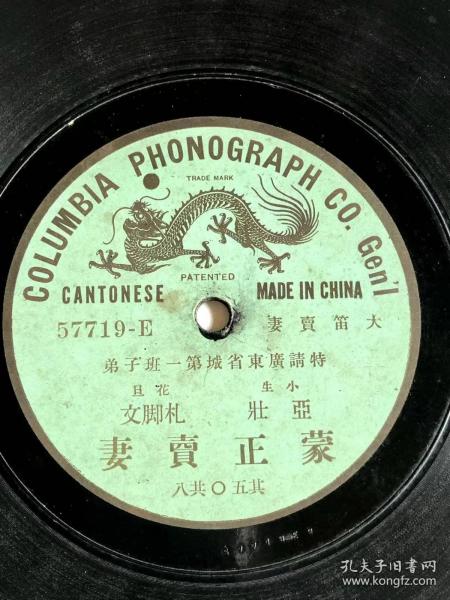 COLUMBIA PHONOGRAPH CO. Gen'l
TRADE MARK
PATENTED
CANTONESE
MADE IN CHINA
57719-E
妻賣笛大
弟子班一第城省東廣請特
旦花 生小
文脚札 壯亞
妻賣正蒙
八共〇五其
孔夫子旧书网
www.kongfz.com